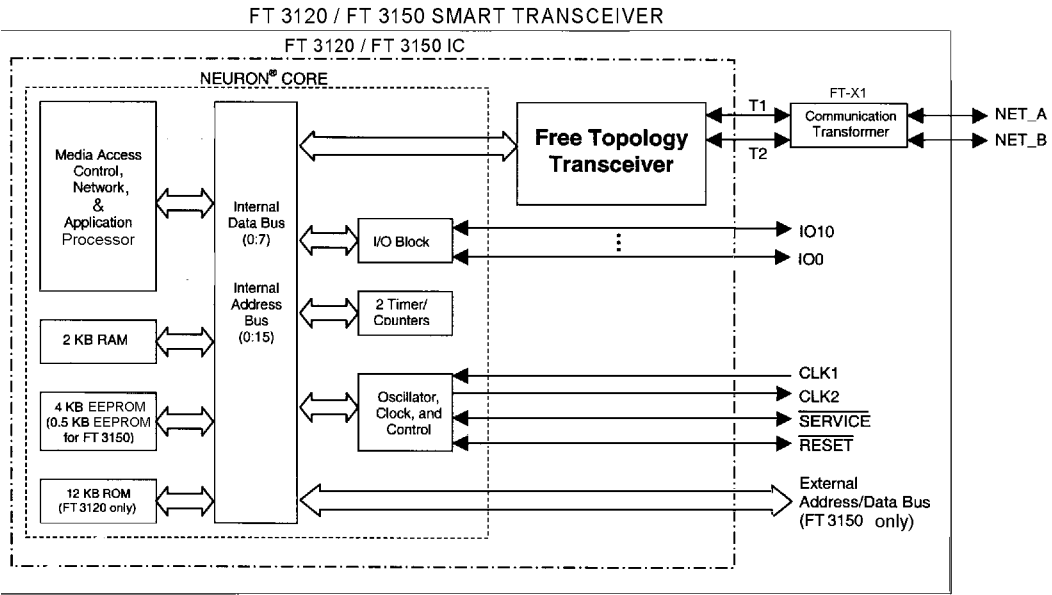 FT 3120 / FT 3150 SMART TRANSCEIVER
FT 3120 / FT 3150 IC
NEURON® CORE
Media Access
Control,
Network,
&
Application
Processor
2 KB RAM
4 KB EEPROM
(0.5 KB EEPROM
for FT 3150)
12 KB ROM
(FT 3120 only)
Internal
Data Bus
(0:7)
Internal
Address
Bus
(0:15)
Free Topology
Transceiver
I/O Block
2 Timer/
Counters
Oscillator,
Clock, and
Control
T1
T2
FT-X1
Communication
Transformer
NET_A
NET_B
IO10
IO0
CLK1
CLK2
SERVICE
RESET
External
Address/Data Bus
(FT 3150 only)